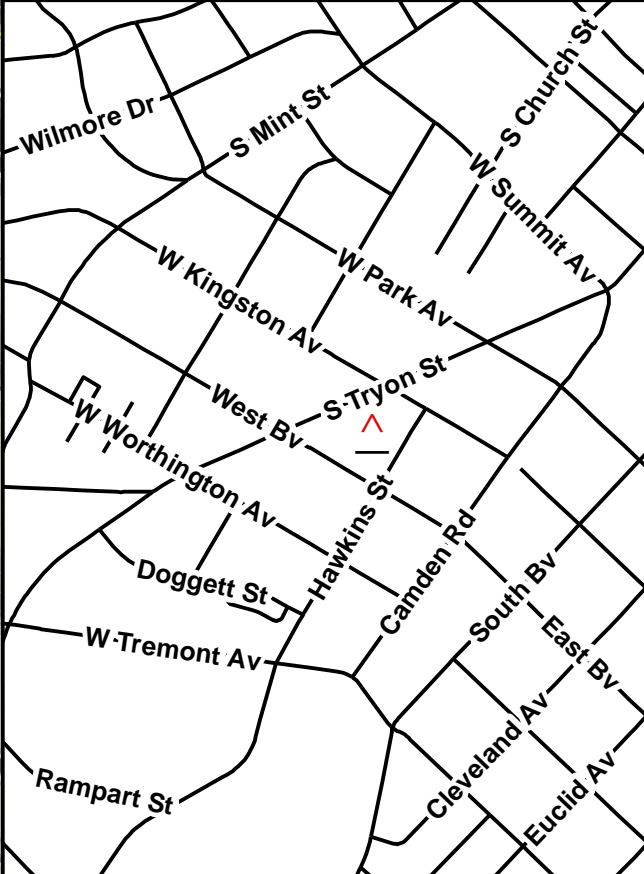 S Church St
Wilmore Dr
S Mint St
W Summit Av
W Kingston Av
W Park Av
S Tryon St
West Bv
W Worthington Av
Hawkins St
Camden Rd
Doggett St
South Bv
W Tremont Av
East Bv
Cleveland Av
Rampart St
Euclid Av